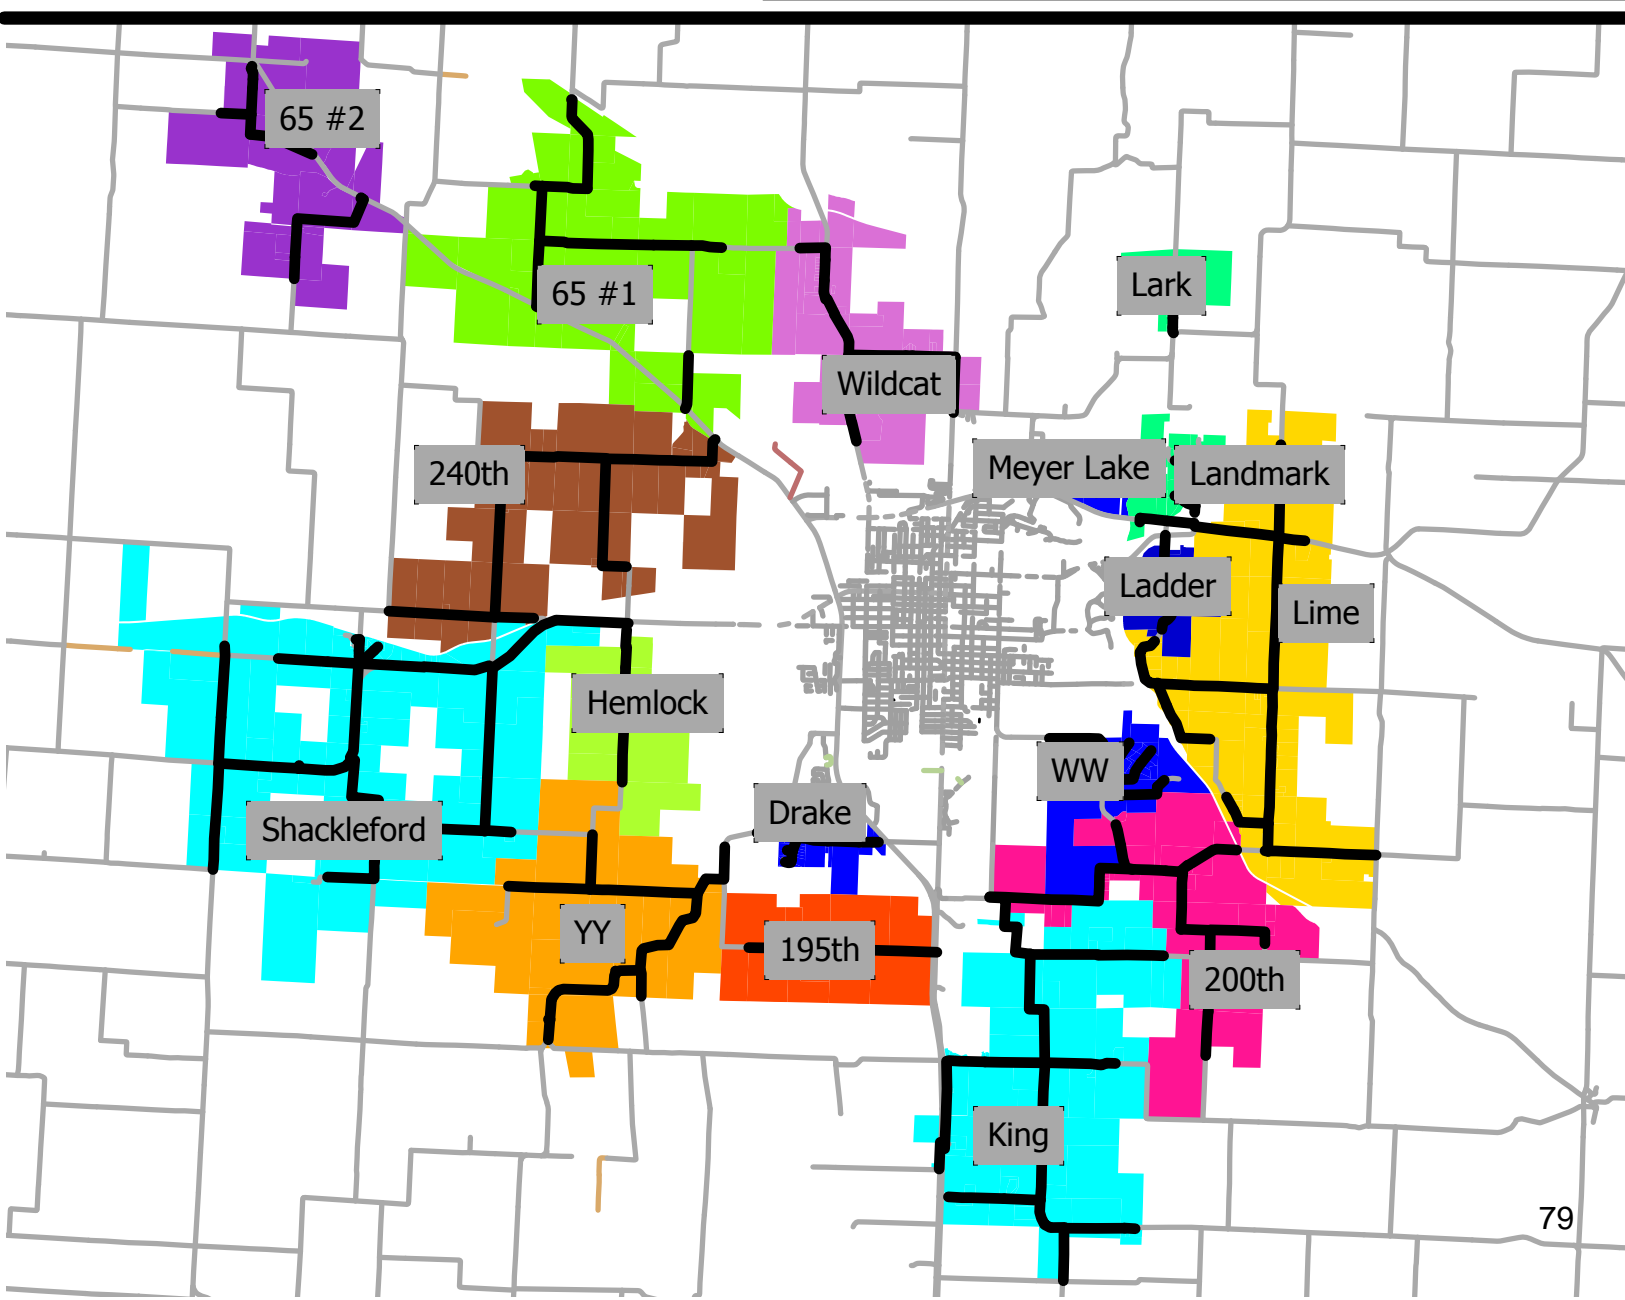 65 #2
Lark
65 #1
Wildcat
Meyer Lake
Landmark
240th
Ladder
Lime
Hemlock
WW
Drake
Shackleford
YY
195th
200th
King
79